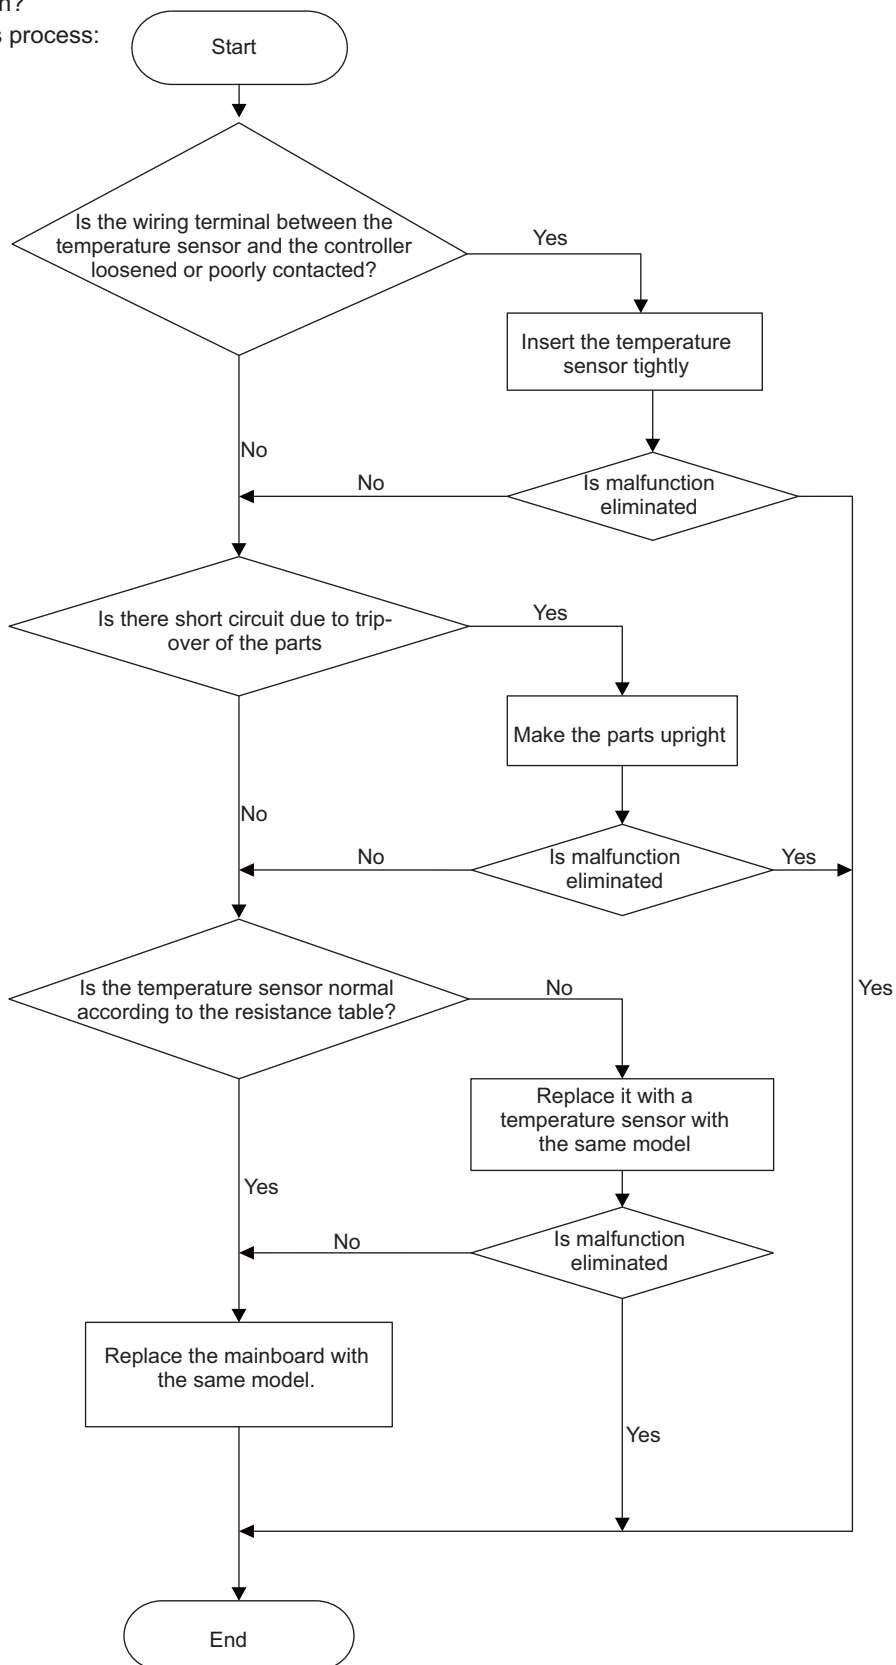 process:
Start
Is the wiring terminal between the
temperature sensor and the controller
loosened or poorly contacted?
Yes
Insert the temperature
sensor tightly
No
No
Is malfunction
eliminated
Is there short circuit due to trip-
over of the parts
Yes
Make the parts upright
No
No
Is malfunction
eliminated
Yes
Is the temperature sensor normal
according to the resistance table?
No
Yes
Replace it with a
temperature sensor with
the same model
Yes
No
Is malfunction
eliminated
Replace the mainboard with
the same model.
Yes
End